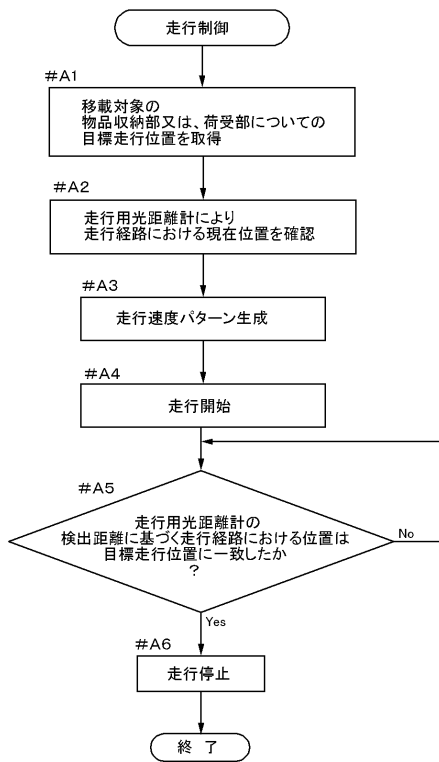 走行制御
#A1
移載対象の
物品収納部又は、荷受部についての
目標走行位置を取得
#A2
走行用光距離計により
走行経路における現在位置を確認
#A3
走行速度パターン生成
#A4
走行開始
#A5
走行用光距離計の
検出距離に基づく走行経路における位置は
目標走行位置に一致したか
?
No
Yes
#A6
走行停止
終 了